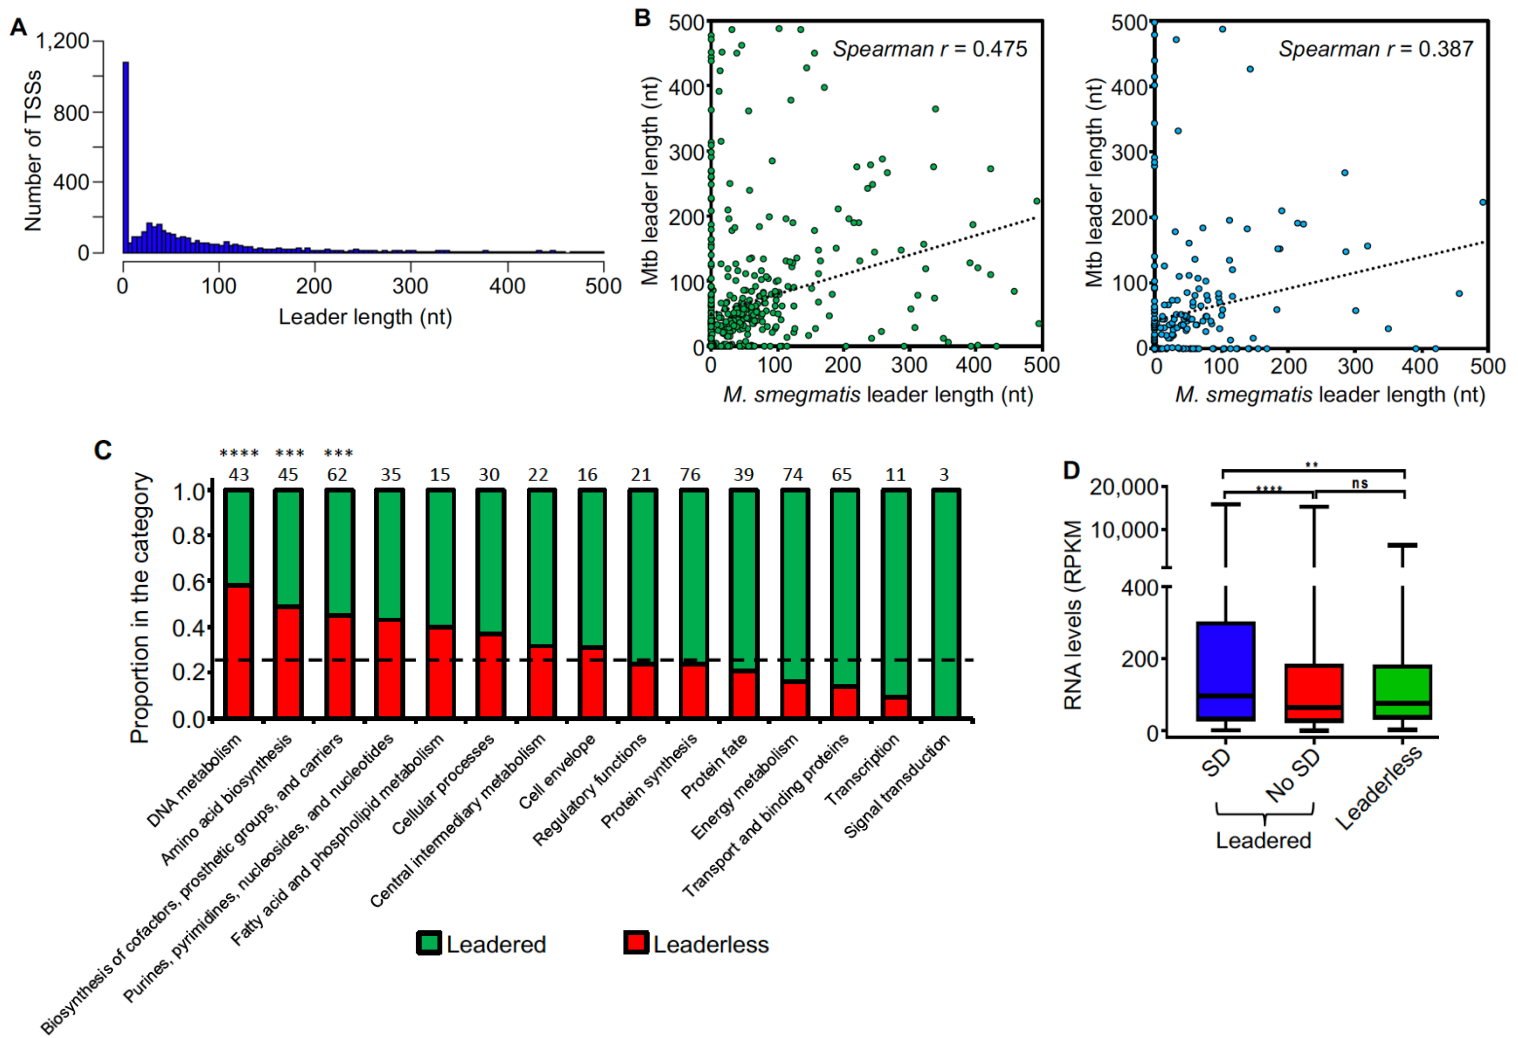 A
1,200
800
400
0
Number of TSSs
0 100 200 300 400 500
Leader length (nt)
B
500
400
300
200
100
0
Mtb leader length (nt)
Spearman r = 0.475
0 100 200 300 400 500
M. smegmatis leader length (nt)
500
400
300
200
100
0
Mtb leader length (nt)
Spearman r = 0.387
0 100 200 300 400 500
M. smegmatis leader length (nt)
C
**** *** ***
43 45 62 35 15 30 22 16 21 76 39 74 65 11 3
1.0
0.8
0.6
0.4
0.2
0.0
Proportion in the category
DNA metabolism
Amino acid biosynthesis
Biosynthesis of cofactors, prosthetic groups, and carriers
Purines, pyrimidines, nucleosides, and nucleotides
Fatty acid and phospholipid metabolism
Cellular processes
Central intermediary metabolism
Cell envelope
Regulatory functions
Protein synthesis
Protein fate
Energy metabolism
Transport and binding proteins
Transcription
Signal transduction
Leadered
Leaderless
D
**
**** ns
20,000
10,000
400
200
0
RNA levels (RPKM
SD
No SD
Leaderless
Leadered